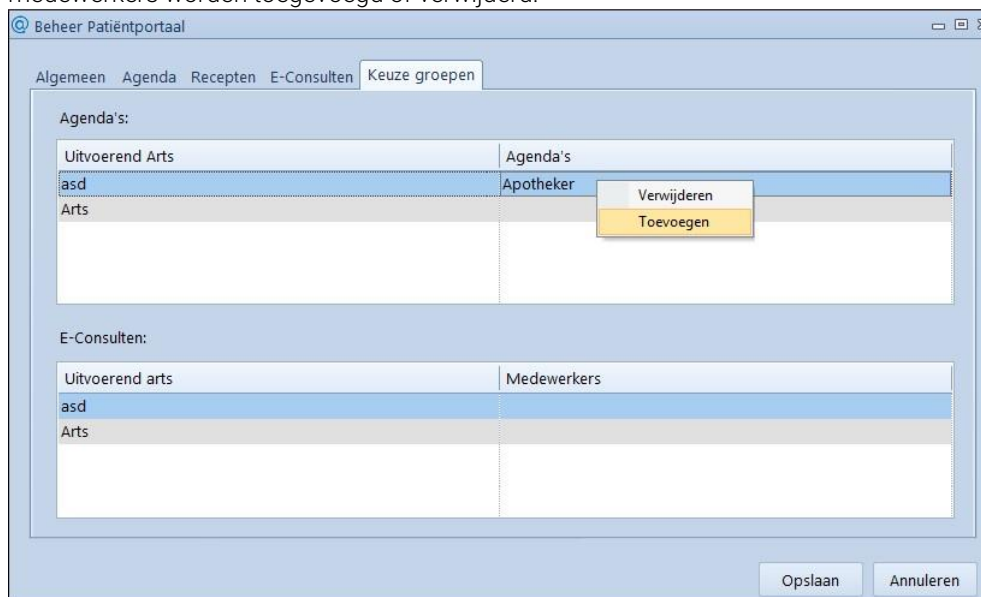 medewerkers worden toegevoegd of verwijderd.
Beheer Patiëntportaal
Algemeen Agenda Recepten E-Consulten Keuze groepen
Agenda's:
Uitvoerend Arts Agenda's
asd Apotheker
Verwijderen
Arts
Toevoegen
E-Consulten:
Uitvoerend arts Medewerkers
asd
Arts
Opslaan Annuleren